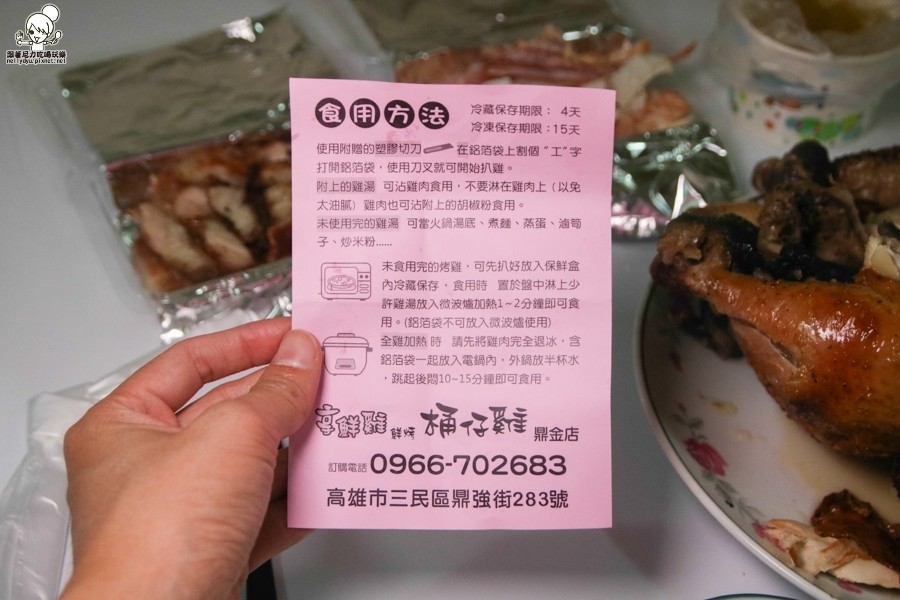 跟著尼力吃喝玩樂
nellydyu.pixnet.net
食用方法
冷藏保存期限： 4天
冷凍保存期限：15天
使用附贈的塑膠切刀 在鋁箔袋上割個“工”字
打開鋁箔袋，使用刀叉就可開始扒雞。
附上的雞湯 可沾雞肉食用，不要淋在雞肉上（以免
太油膩）雞肉也可沾附上的胡椒粉食用。
未使用完的雞湯 可當火鍋湯底、煮麵、蒸蛋、滷筍
子、炒米粉......
未食用完的烤雞，可先扒好放入保鮮盒
內冷藏保存，食用時 置於盤中淋上少
許雞湯放入微波爐加熱1~2分鐘即可食
用。(鋁箔袋不可放入微波爐使用)
全雞加熱時 請先將雞肉完全退冰，含
鋁箔袋一起放入電鍋內，外鍋放半杯水
，跳起後悶10~15分鐘即可食用。
享鮮雞 鮮烤 桶仔雞 鼎金店
訂購電話 0966-702683
高雄市三民區鼎強街283號